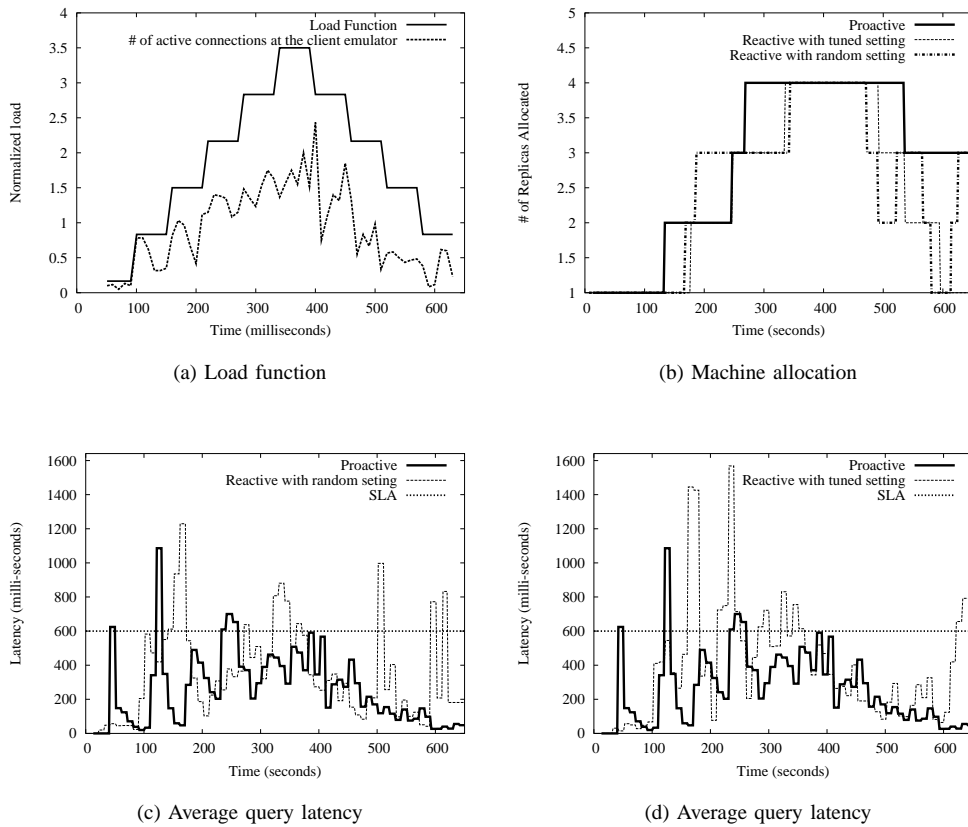 Load Function
# of active connections at the client emulator
4
3.5
3
2.5
2
1.5
1
0.5
0
Normalized load
0 100 200 300 400 500 600
Time (milliseconds)
(a) Load function
Proactive
Reactive with tuned setting
Reactive with random setting
5
4.5
4
3.5
3
2.5
2
1.5
1
# of Replicas Allocated
0 100 200 300 400 500 600
Time (seconds)
(b) Machine allocation
Proactive
Reactive with random seting
SLA
1600
1400
1200
1000
800
600
400
200
0
Latency (milli-seconds)
0 100 200 300 400 500 600
Time (seconds)
(c) Average query latency
Proactive
Reactive with tuned setting
SLA
1600
1400
1200
1000
800
600
400
200
0
Latency (milli-seconds)
0 100 200 300 400 500 600
Time (seconds)
(d) Average query latency